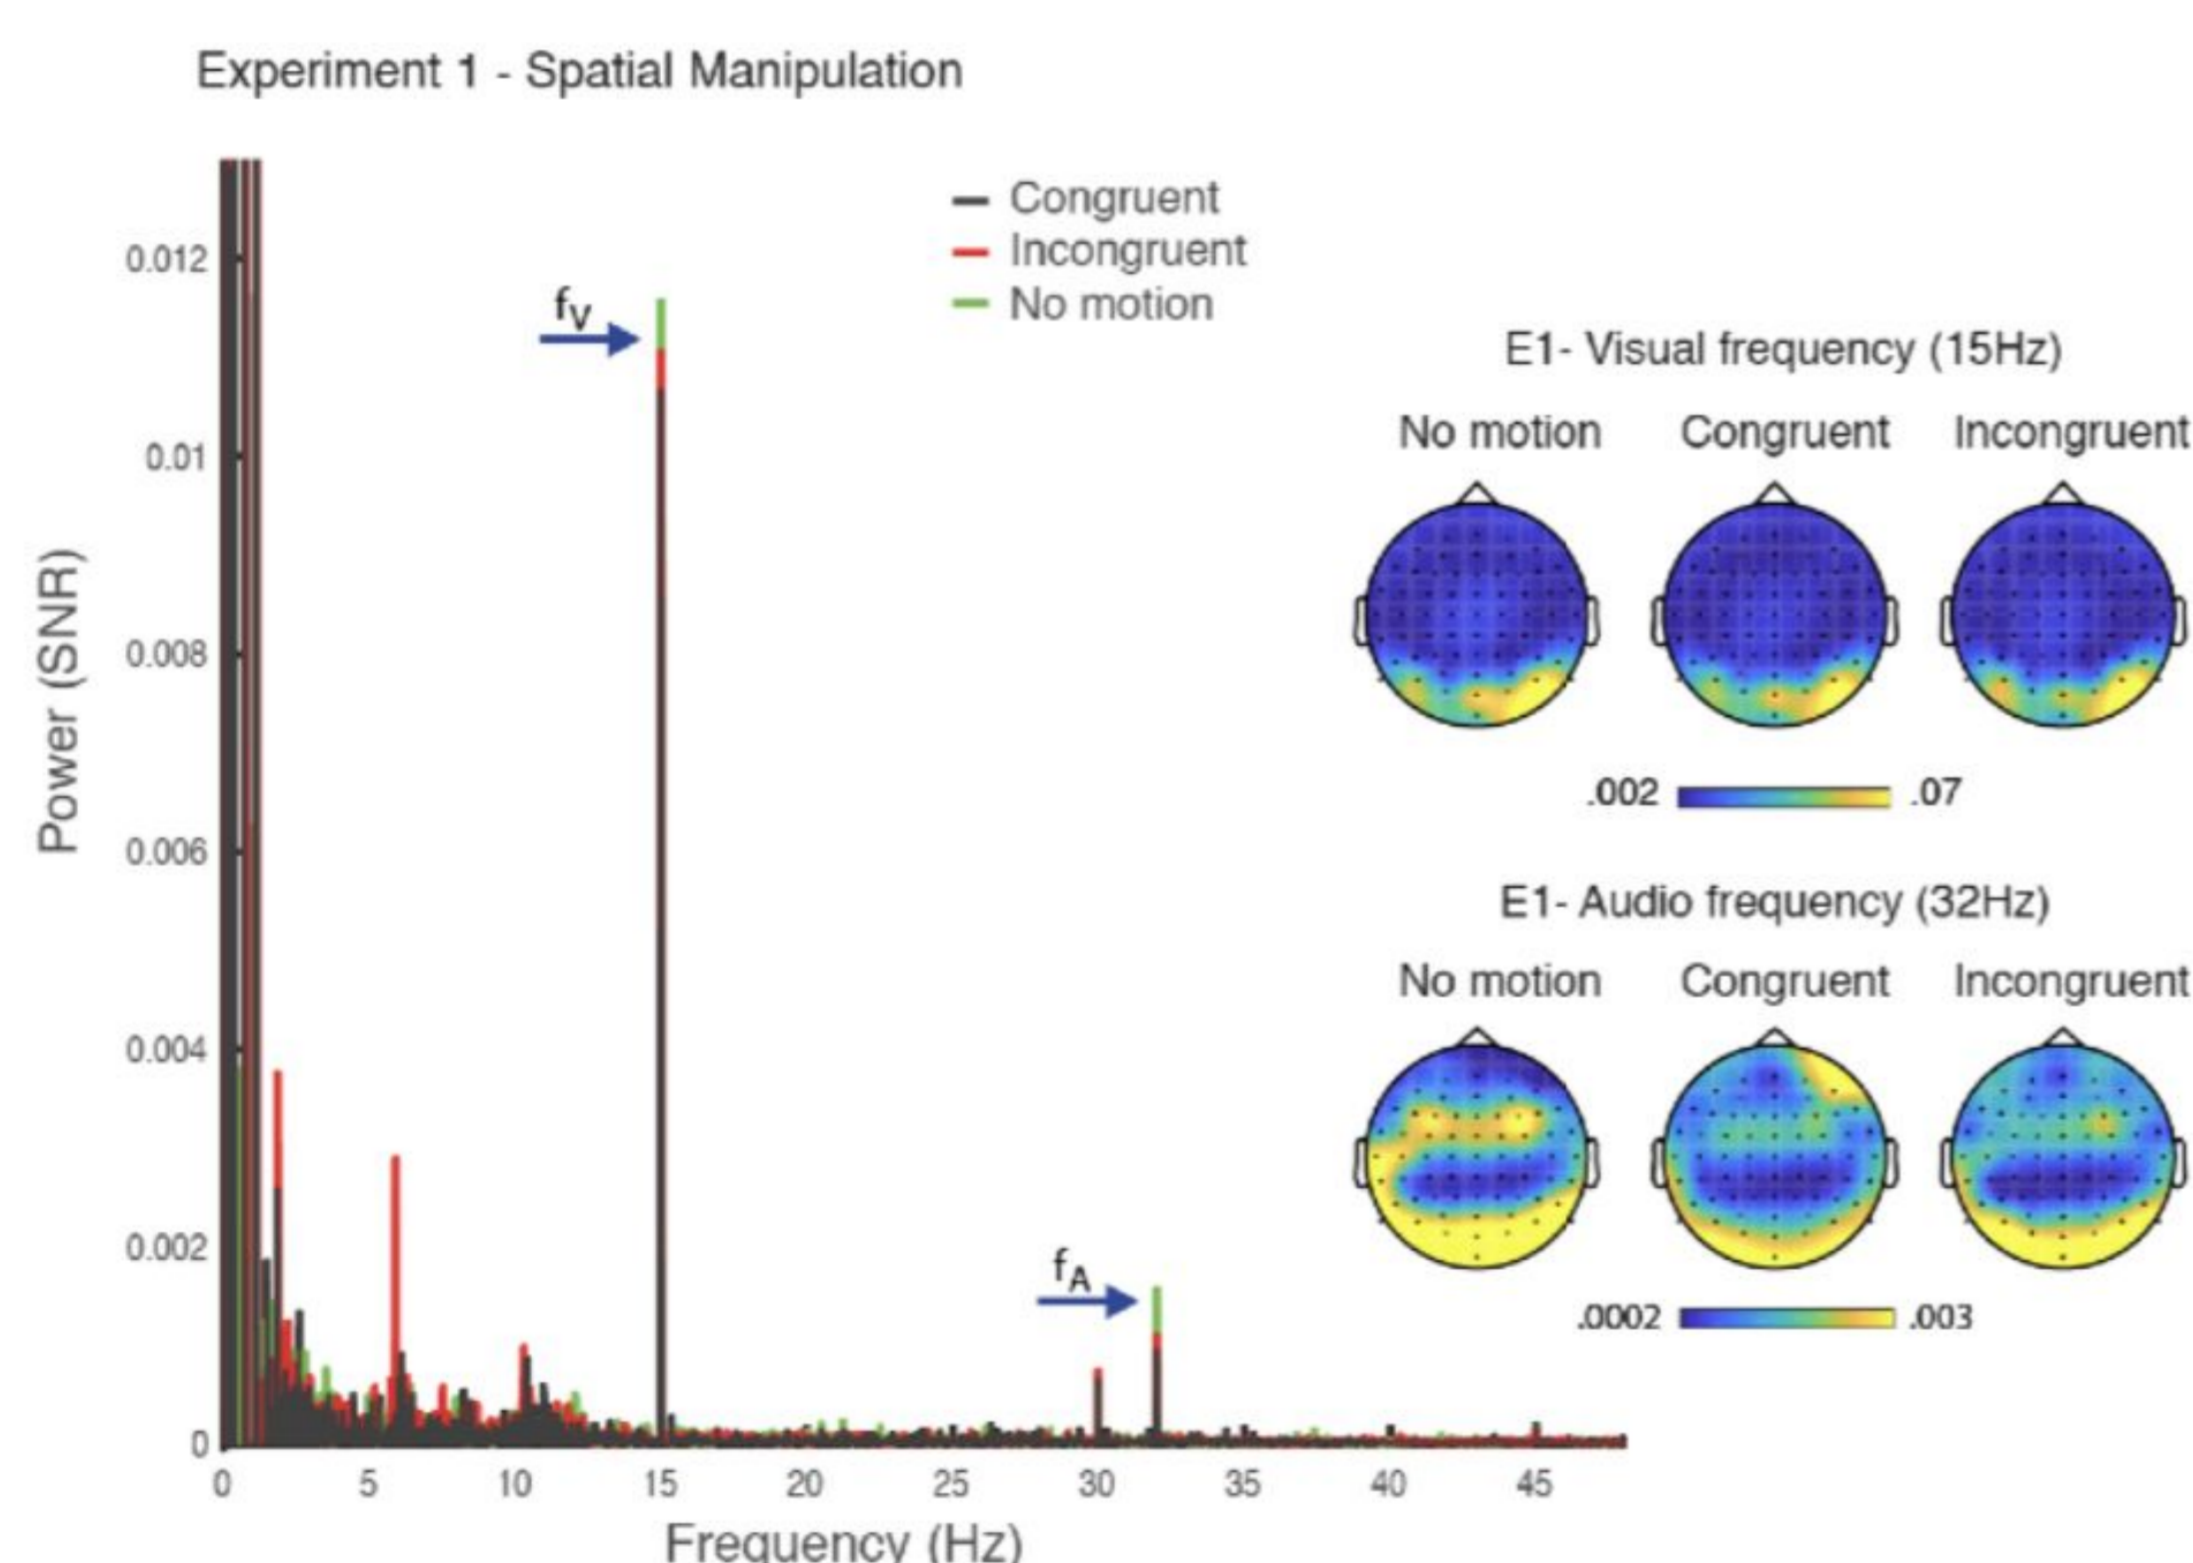 Experiment 1 - Spatial Manipulation
Congruent
Incongruent
No motion
fV
fA
Power (SNR)
0.012
0.01
0.008
0.006
0.004
0.002
0
0 5 10 15 20 25 30 35 40 45
Frequency (Hz)
E1- Visual frequency (15Hz)
No motion Congruent Incongruent
.002 .07
E1- Audio frequency (32Hz)
No motion Congruent Incongruent
.0002 .003